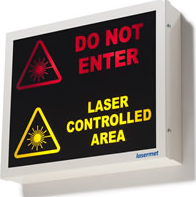 DO NOT
ENTER
LASER
CONTROLLED
AREA
lasermet